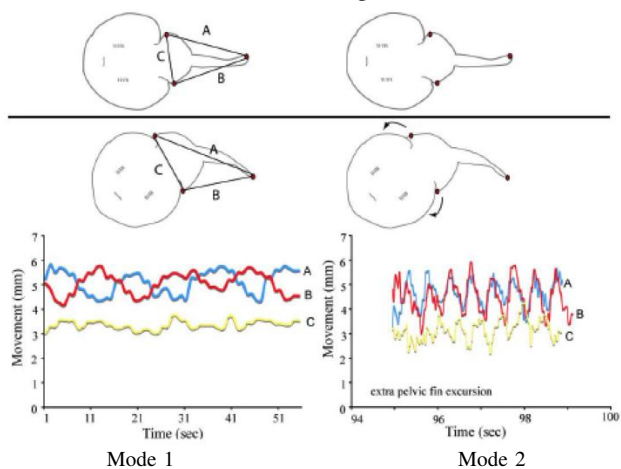 A
C
B
A
C
B
Movement (mm)
7
6
5
4
3
2
1
0
A
B
C
1
11
21
31
41
51
Time (sec)
Mode 1
Movement (mm)
7
6
5
4
3
2
1
0
A
B
C
extra pelvic fin excursion
94
96
98
100
Time (sec)
Mode 2